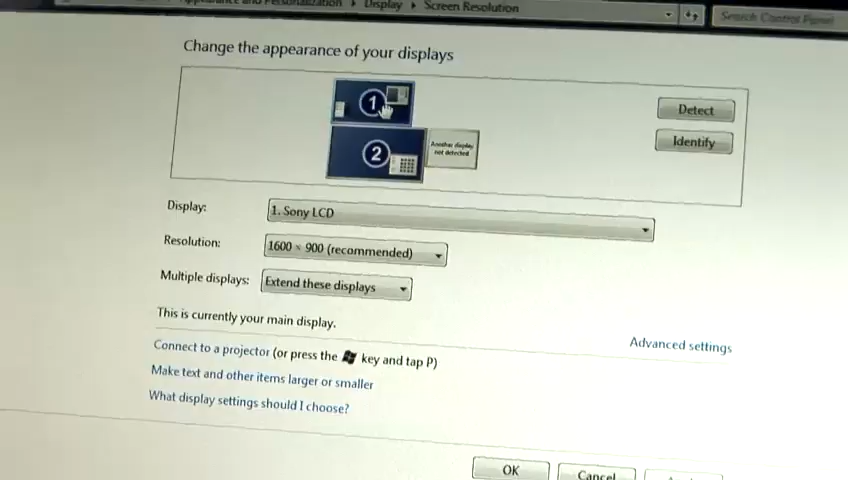 Display ▸ Screen Resolution
Search Control Panel
Change the appearance of your displays
1
Detect
2
Another display
not detected
Identify
Display:
1. Sony LCD
Resolution:
1600 × 900 (recommended)
Multiple displays:
Extend these displays
This is currently your main display.
Advanced settings
Connect to a projector (or press the key and tap P)
Make text and other items larger or smaller
What display settings should I choose?
OK
Cancel